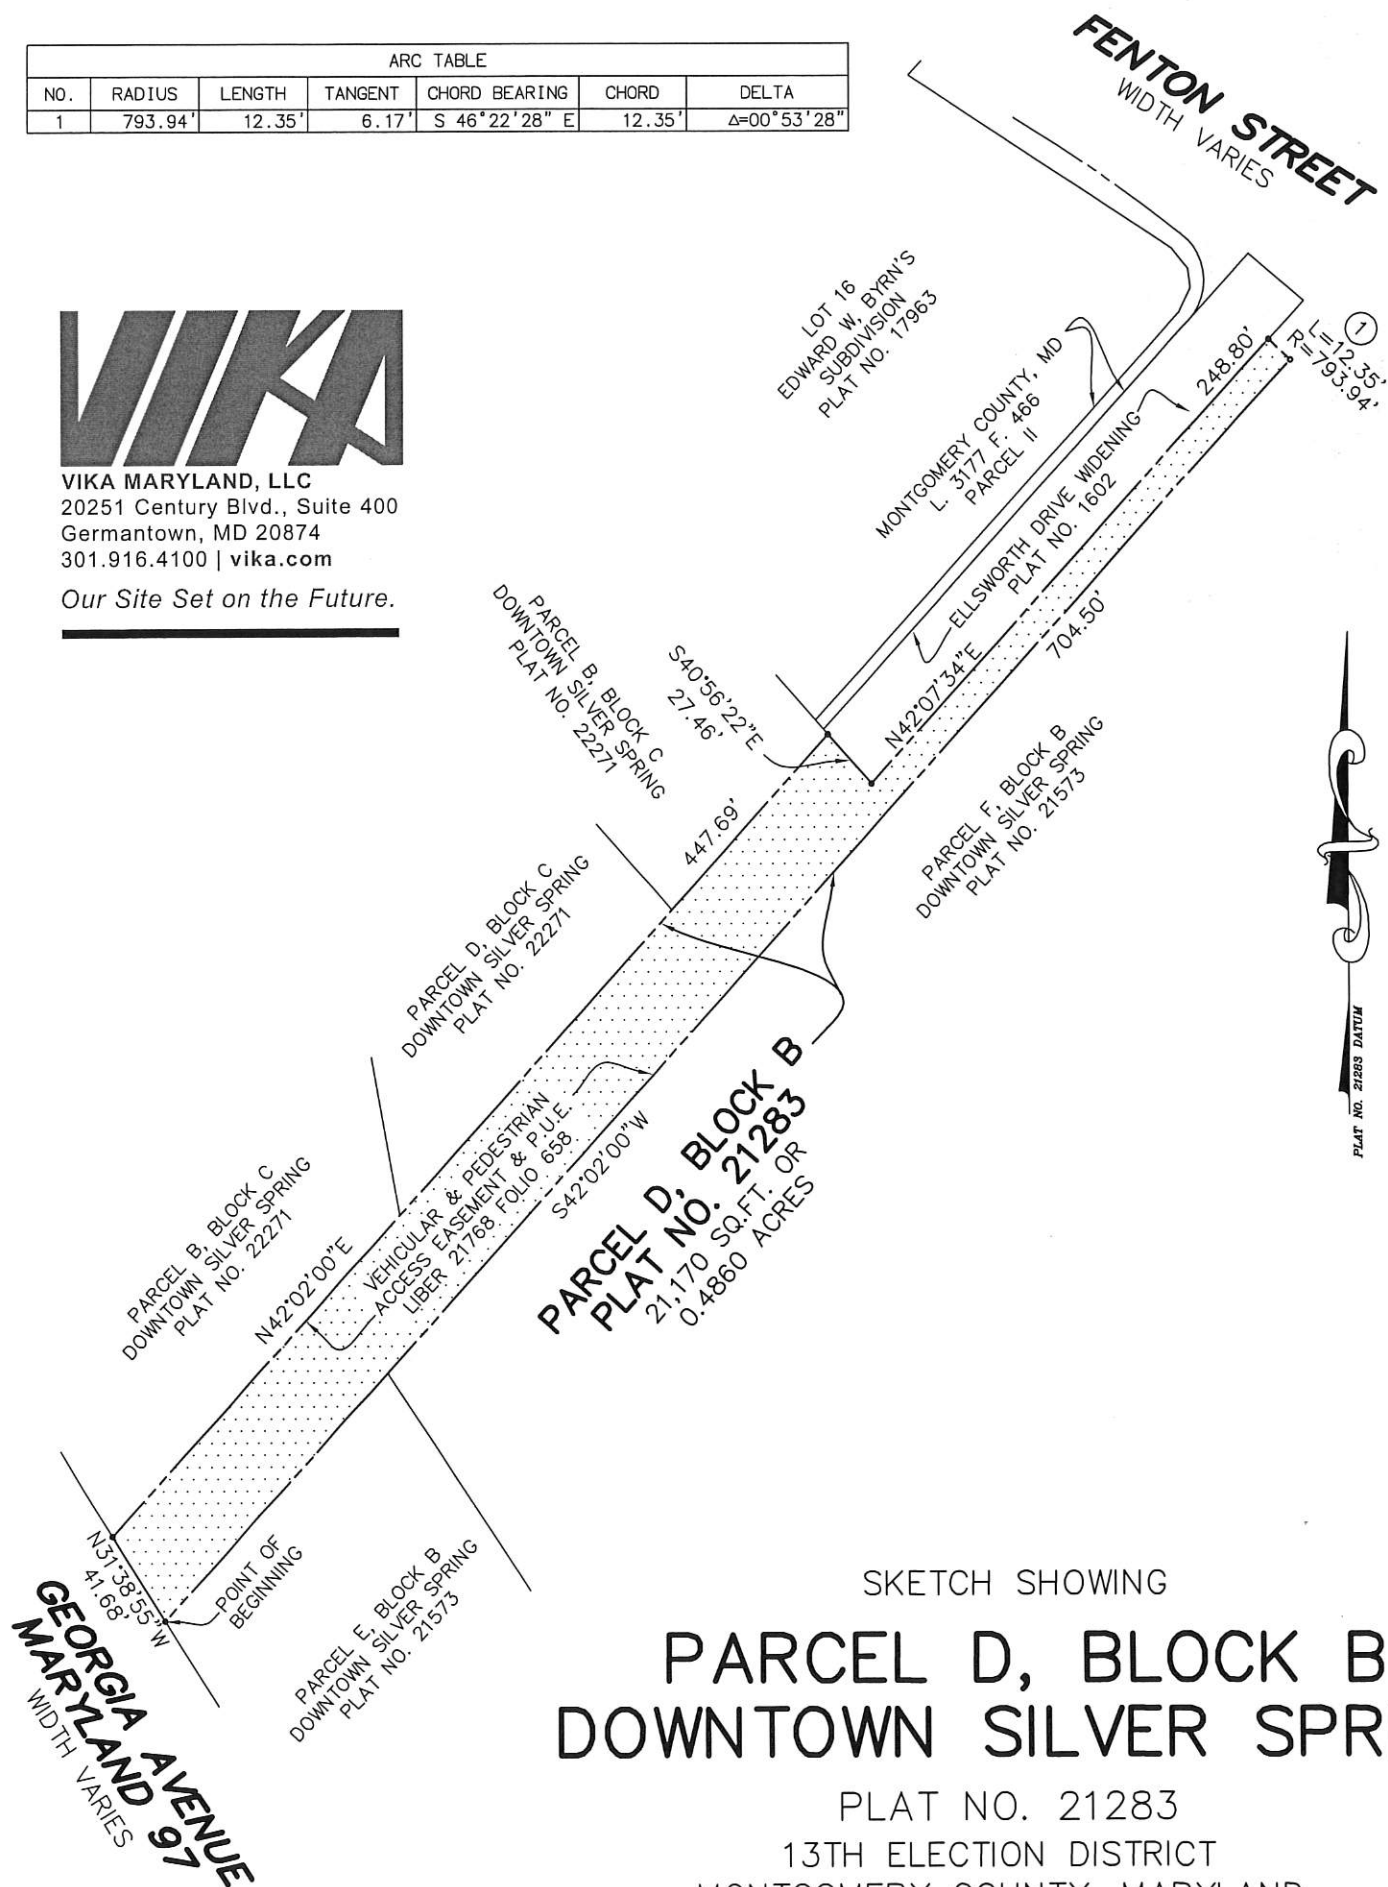 ARC TABLE
NO. RADIUS LENGTH TANGENT CHORD BEARING CHORD DELTA
1 793.94' 12.35' 6.17' S 46°22'28" E 12.35' Δ=00°53'28"
FENTON STREET
WIDTH VARIES
VIKA
VIKA MARYLAND, LLC
20251 Century Blvd., Suite 400
Germantown, MD 20874
301.916.4100 | vika.com
Our Site Set on the Future.
LOT 16
EDWARD W. BYRN'S
SUBDIVISION
PLAT NO. 17963
MONTGOMERY COUNTY, MD
L. 3177 F. 466
PARCEL II
1
L=12.35'
R=793.94'
248.80'
ELLSWORTH DRIVE WIDENING
PLAT NO. 1602
704.50'
N42°07'34"E
S40°56'22"E
27.46'
PARCEL B, BLOCK C
DOWNTOWN SILVER SPRING
PLAT NO. 22271
447.69'
PARCEL F, BLOCK B
DOWNTOWN SILVER SPRING
PLAT NO. 21573
PARCEL D, BLOCK C
DOWNTOWN SILVER SPRING
PLAT NO. 22271
PLAT NO. 21283 DATUM
VEHICULAR & PEDESTRIAN
ACCESS EASEMENT & P.U.E.
LIBER 21768 FOLIO 658
S42°02'00"W
PARCEL D, BLOCK B
PLAT NO. 21283
21,170 SQ.FT. OR
0.4860 ACRES
PARCEL B, BLOCK C
DOWNTOWN SILVER SPRING
PLAT NO. 22271
N42°02'00"E
N31°38'55"W
41.68'
POINT OF
BEGINNING
PARCEL E, BLOCK B
DOWNTOWN SILVER SPRING
PLAT NO. 21573
GEORGIA AVENUE
MARYLAND 97
WIDTH VARIES
SKETCH SHOWING
PARCEL D, BLOCK B
DOWNTOWN SILVER SPR
PLAT NO. 21283
13TH ELECTION DISTRICT
MONTGOMERY COUNTY, MARYLAND